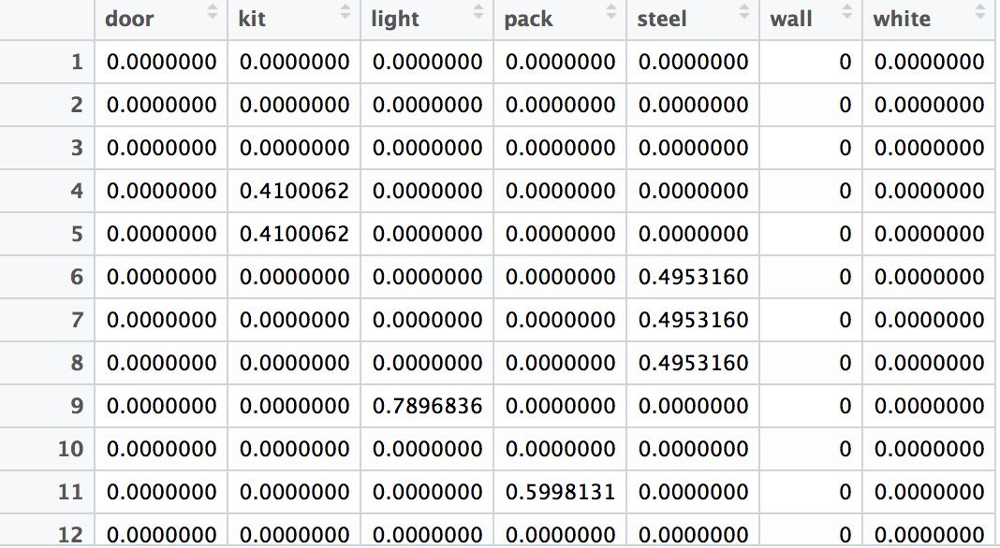 door kit light pack steel wall white
1 0.0000000 0.0000000 0.0000000 0.0000000 0.0000000 0 0.0000000
2 0.0000000 0.0000000 0.0000000 0.0000000 0.0000000 0 0.0000000
3 0.0000000 0.0000000 0.0000000 0.0000000 0.0000000 0 0.0000000
4 0.0000000 0.4100062 0.0000000 0.0000000 0.0000000 0 0.0000000
5 0.0000000 0.4100062 0.0000000 0.0000000 0.0000000 0 0.0000000
6 0.0000000 0.0000000 0.0000000 0.0000000 0.4953160 0 0.0000000
7 0.0000000 0.0000000 0.0000000 0.0000000 0.4953160 0 0.0000000
8 0.0000000 0.0000000 0.0000000 0.0000000 0.4953160 0 0.0000000
9 0.0000000 0.0000000 0.7896836 0.0000000 0.0000000 0 0.0000000
10 0.0000000 0.0000000 0.0000000 0.0000000 0.0000000 0 0.0000000
11 0.0000000 0.0000000 0.0000000 0.5998131 0.0000000 0 0.0000000
12 0.0000000 0.0000000 0.0000000 0.0000000 0.0000000 0 0.0000000